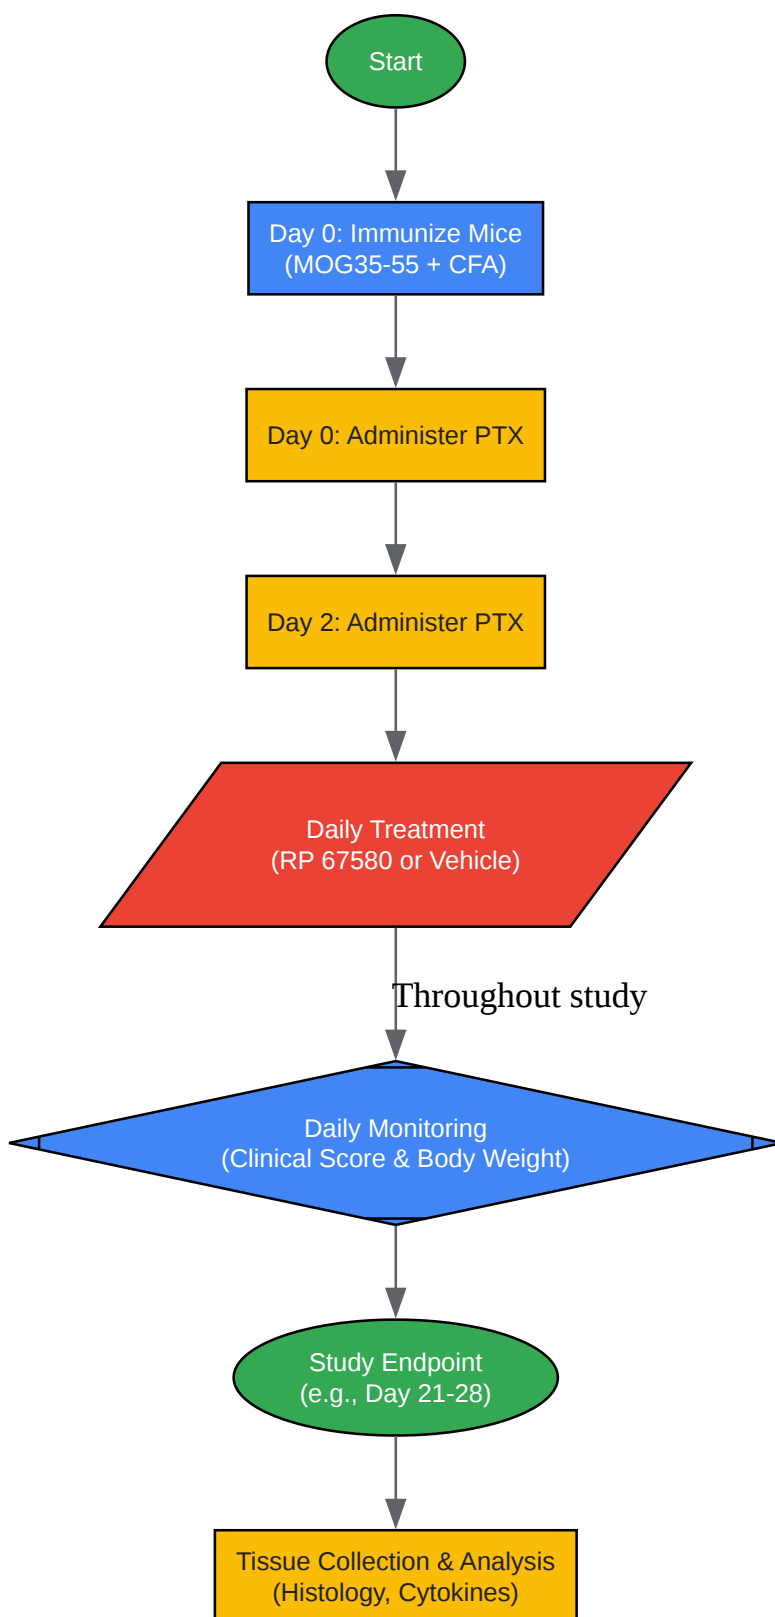 Start
Day 0: Immunize Mice
(MOG35-55 + CFA)
Day 0: Administer PTX
Day 2: Administer PTX
Daily Treatment
(RP 67580 or Vehicle)
Throughout study
Daily Monitoring
(Clinical Score & Body Weight)
Study Endpoint
(e.g., Day 21-28)
Tissue Collection & Analysis
(Histology, Cytokines)